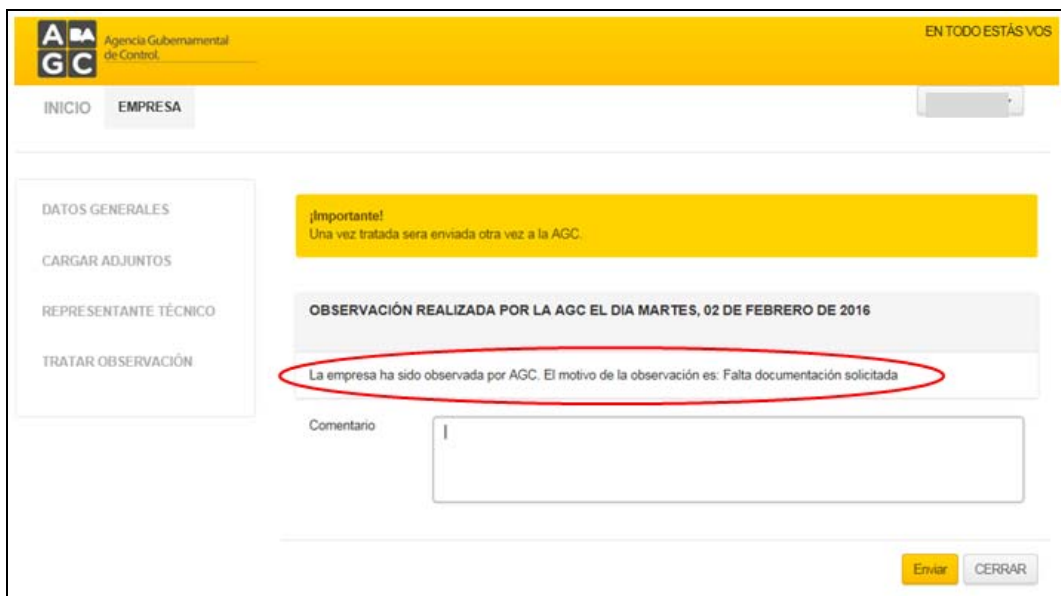 A BA
G C
Agencia Gubernamental
de Control.
EN TODO ESTÁS VOS
INICIO EMPRESA
DATOS GENERALES
CARGAR ADJUNTOS
REPRESENTANTE TÉCNICO
TRATAR OBSERVACIÓN
¡Importante!
Una vez tratada sera enviada otra vez a la AGC.
OBSERVACIÓN REALIZADA POR LA AGC EL DIA MARTES, 02 DE FEBRERO DE 2016
La empresa ha sido observada por AGC. El motivo de la observación es: Falta documentación solicitada
Comentario
Enviar CERRAR